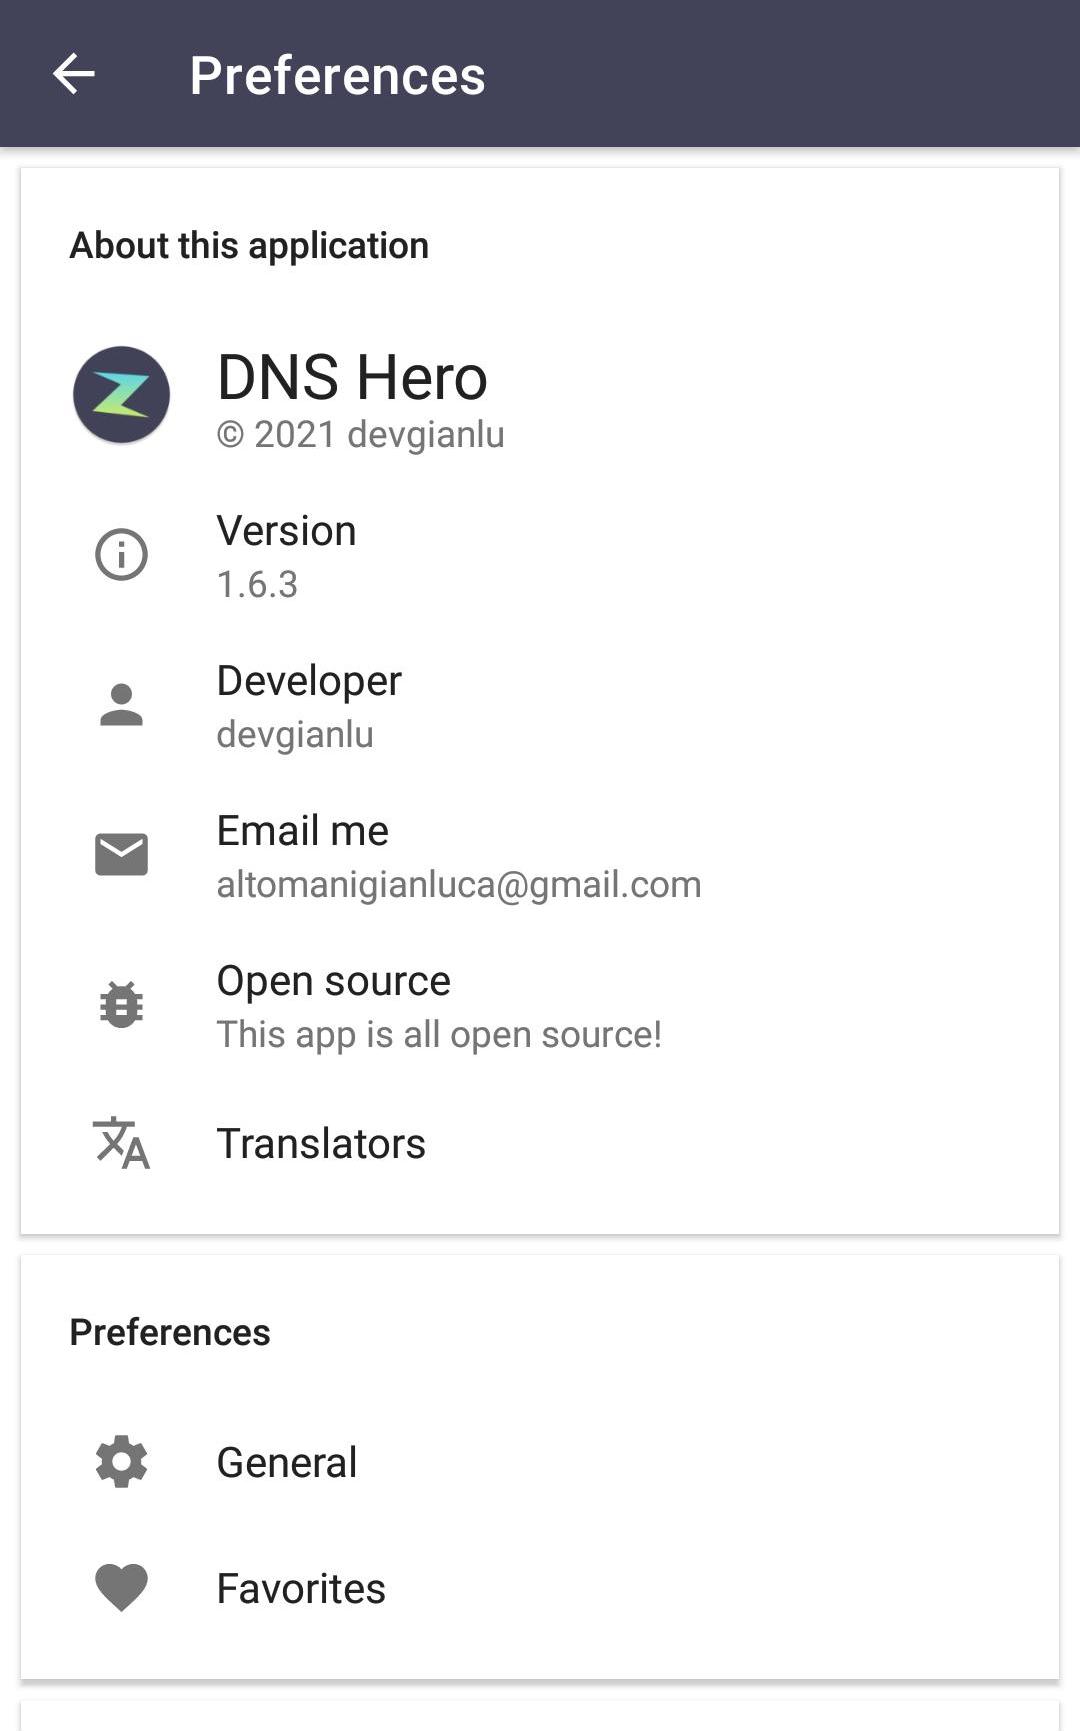 Preferences
About this application
DNS Hero
© 2021 devgianlu
Version
1.6.3
Developer
devgianlu
Email me
altomanigianluca@gmail.com
Open source
This app is all open source!
Translators
Preferences
General
Favorites